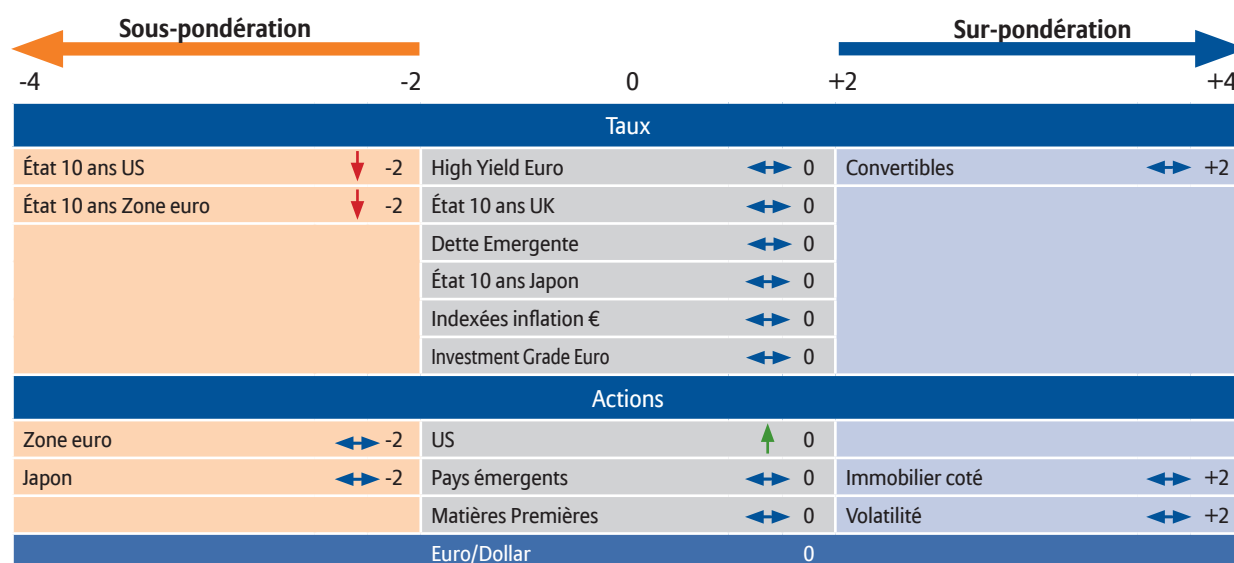 Sous-pondération Sur-pondération
-4 -2 0 +2 +4
Taux
État 10 ans US -2 High Yield Euro 0 Convertibles +2
État 10 ans Zone euro -2 État 10 ans UK 0
Dette Emergente 0
État 10 ans Japon 0
Indexées inflation € 0
Investment Grade Euro 0
Actions
Zone euro -2 US 0
Japon -2 Pays émergents 0 Immobilier coté +2
Matières Premières 0 Volatilité +2
Euro/Dollar 0